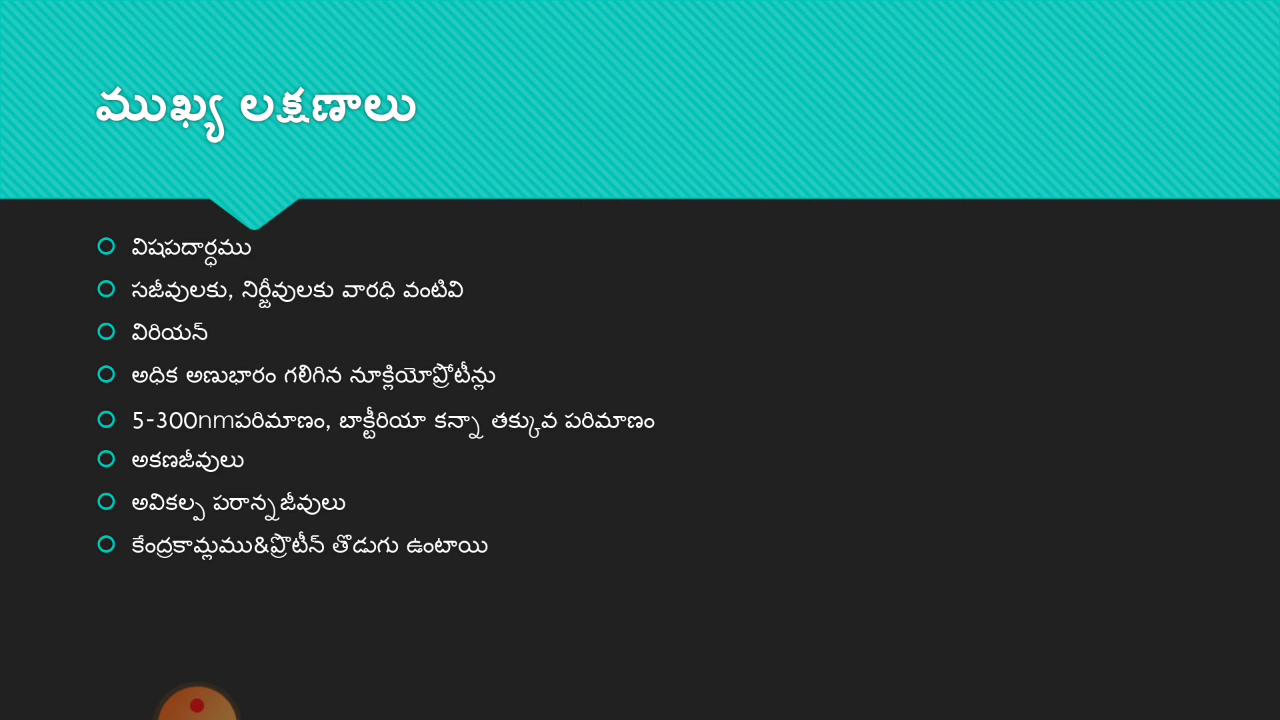 ముఖ్య లక్షణాలు
విషపదార్ధము
సజీవులకు, నిర్జీవులకు వారధి వంటివి
విరియన్
అధిక అణుభారం గలిగిన నూక్లియోప్రోటీన్లు
5-300nmపరిమాణం, బాక్టీరియా కన్నా తక్కువ పరిమాణం
అకణజీవులు
అవికల్ప పరాన్నజీవులు
కేంద్రకామ్లము&ప్రొటీన్ తొడుగు ఉంటాయి